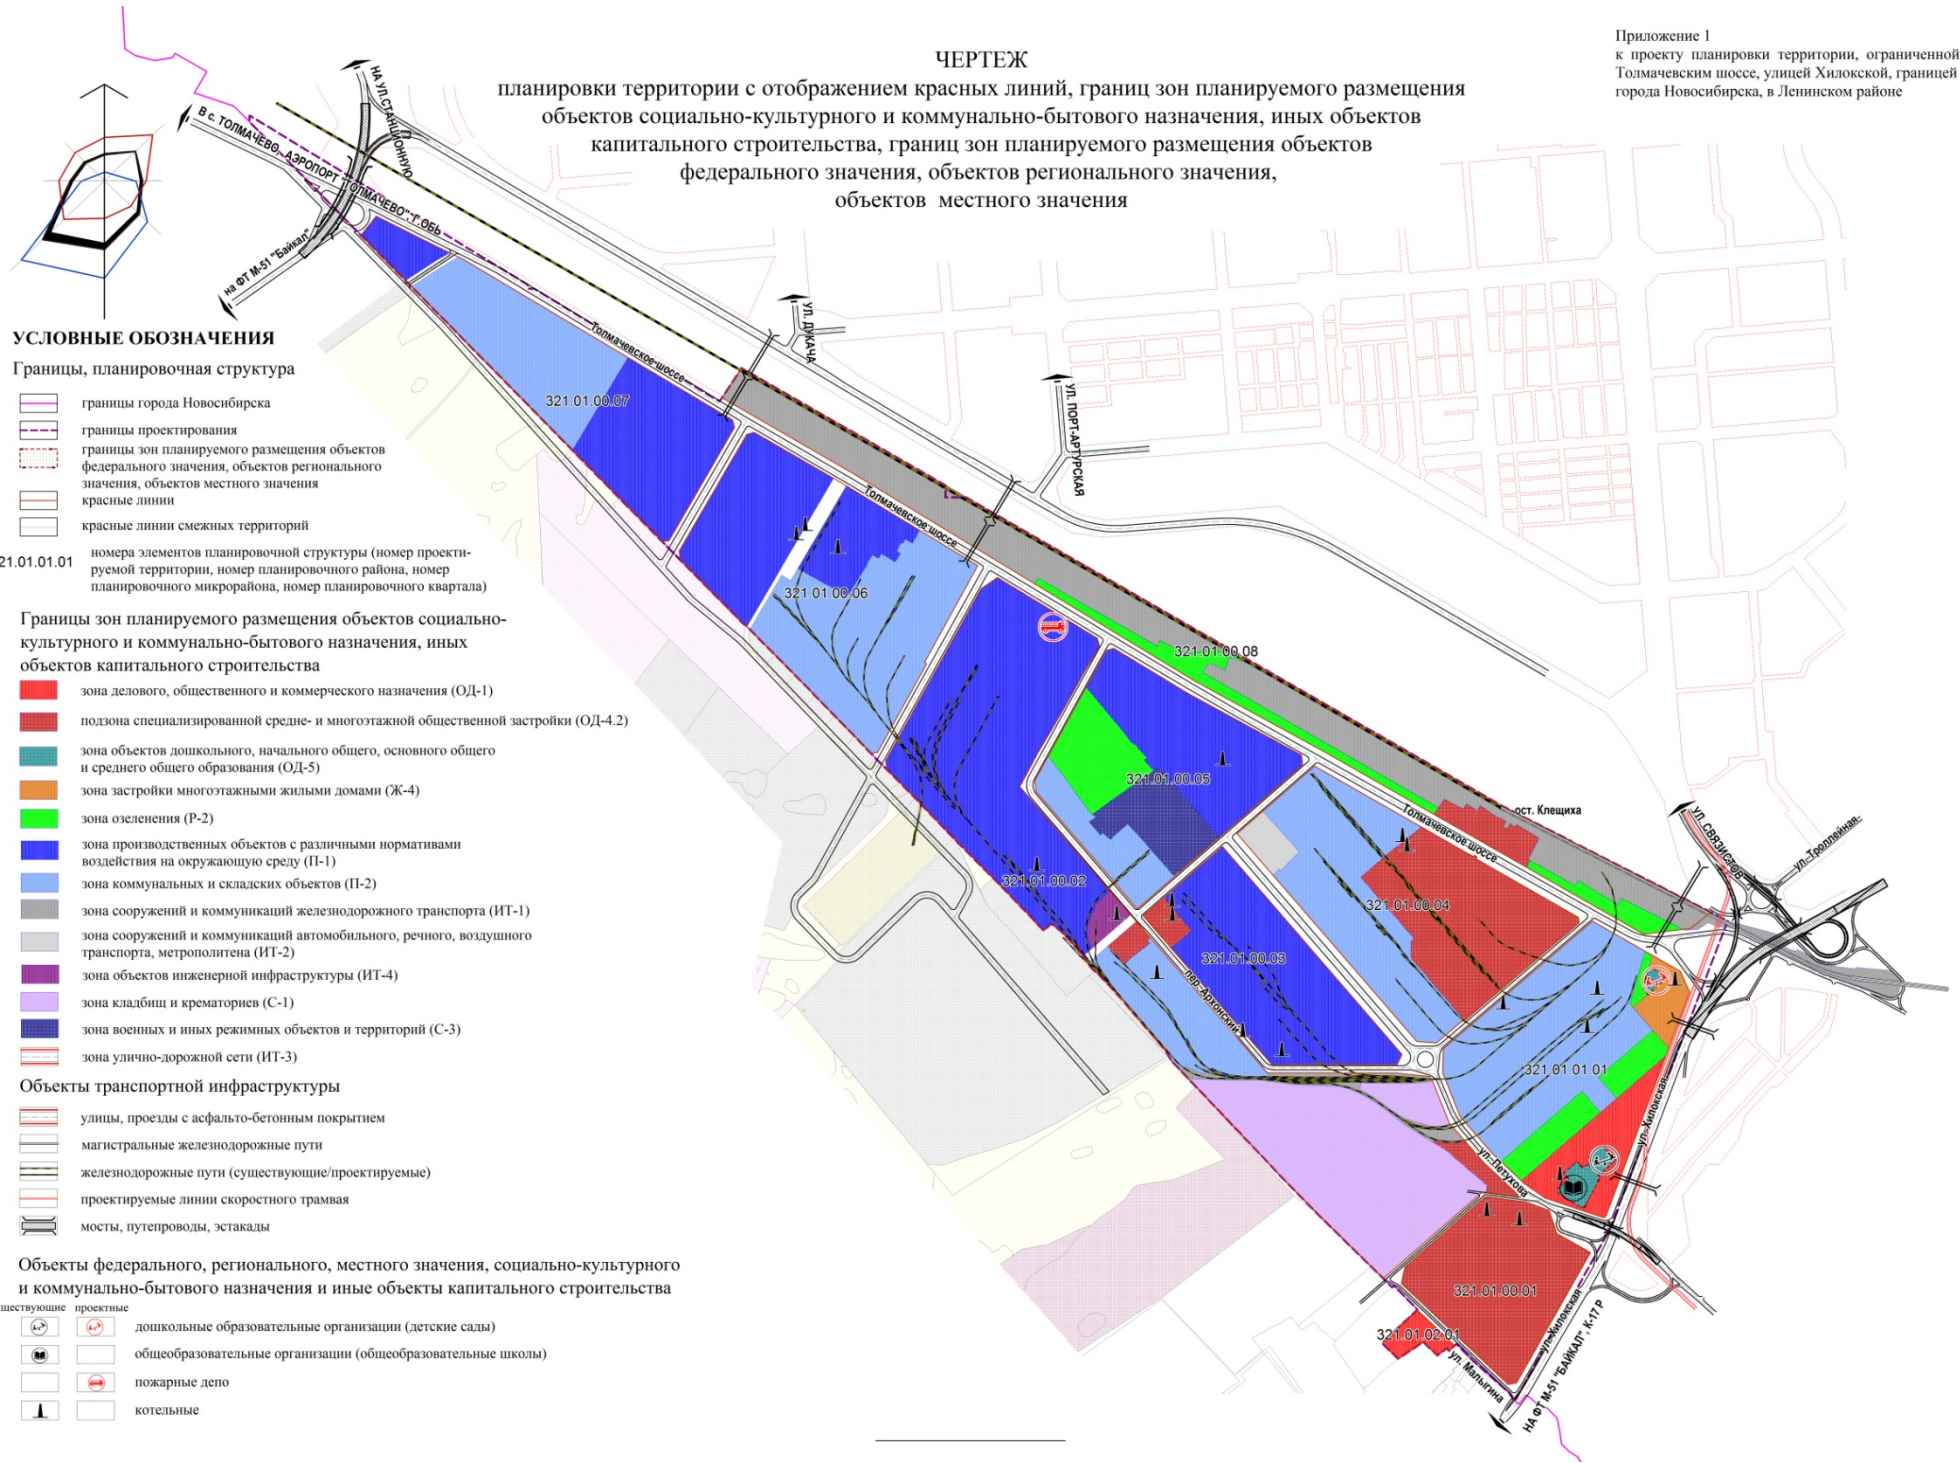 Приложение 1
к проекту планировки территории, ограниченной
Толмачевским шоссе, улицей Хилокской, границей
города Новосибирска, в Ленинском районе
ЧЕРТЕЖ
планировки территории с отображением красных линий, границ зон планируемого размещения
объектов социально-культурного и коммунально-бытового назначения, иных объектов
капитального строительства, границ зон планируемого размещения объектов
федерального значения, объектов регионального значения,
объектов местного значения
НА УЛ.СТАНЦИОННУЮ
В с. ТОЛМАЧЕВО, АЭРОПОРТ "ТОЛМАЧЕВО", Г.ОБЬ
на ФТ М-51 "Байкал"
УЛ. ДУКАЧА
УЛ. ПОРТ-АРТУРСКАЯ
Толмачевское шоссе
321.01.00.07
Толмачевское шоссе
321.01.00.06
321.01.00.08
321.01.00.05
Толмачевское шоссе
ост. Клещиха
УЛ. СВЯЗИСТОВ
ул. Троллейная
321.01.00.02
321.01.00.04
321.01.00.03
пер. Архонский
321.01.01.01
ул. Хилокская
ул. Петухова
321.01.00.01
321.01.02.01
ул. Хилокская
ул. Малыгина
НА ФТ М-51 "БАЙКАЛ", К-17 Р
УСЛОВНЫЕ ОБОЗНАЧЕНИЯ
Границы, планировочная структура
границы города Новосибирска
границы проектирования
границы зон планируемого размещения объектов
федерального значения, объектов регионального
значения, объектов местного значения
красные линии
красные линии смежных территорий
21.01.01.01
номера элементов планировочной структуры (номер проекти-
руемой территории, номер планировочного района, номер
планировочного микрорайона, номер планировочного квартала)
Границы зон планируемого размещения объектов социально-
культурного и коммунально-бытового назначения, иных
объектов капитального строительства
зона делового, общественного и коммерческого назначения (ОД-1)
подзона специализированной средне- и многоэтажной общественной застройки (ОД-4.2)
зона объектов дошкольного, начального общего, основного общего
и среднего общего образования (ОД-5)
зона застройки многоэтажными жилыми домами (Ж-4)
зона озеленения (Р-2)
зона производственных объектов с различными нормативами
воздействия на окружающую среду (П-1)
зона коммунальных и складских объектов (П-2)
зона сооружений и коммуникаций железнодорожного транспорта (ИТ-1)
зона сооружений и коммуникаций автомобильного, речного, воздушного
транспорта, метрополитена (ИТ-2)
зона объектов инженерной инфраструктуры (ИТ-4)
зона кладбищ и крематориев (С-1)
зона военных и иных режимных объектов и территорий (С-3)
зона улично-дорожной сети (ИТ-3)
Объекты транспортной инфраструктуры
улицы, проезды с асфальто-бетонным покрытием
магистральные железнодорожные пути
железнодорожные пути (существующие/проектируемые)
проектируемые линии скоростного трамвая
мосты, путепроводы, эстакады
Объекты федерального, регионального, местного значения, социально-культурного
и коммунально-бытового назначения и иные объекты капитального строительства
ществующие проектные
дошкольные образовательные организации (детские сады)
общеобразовательные организации (общеобразовательные школы)
пожарные депо
котельные